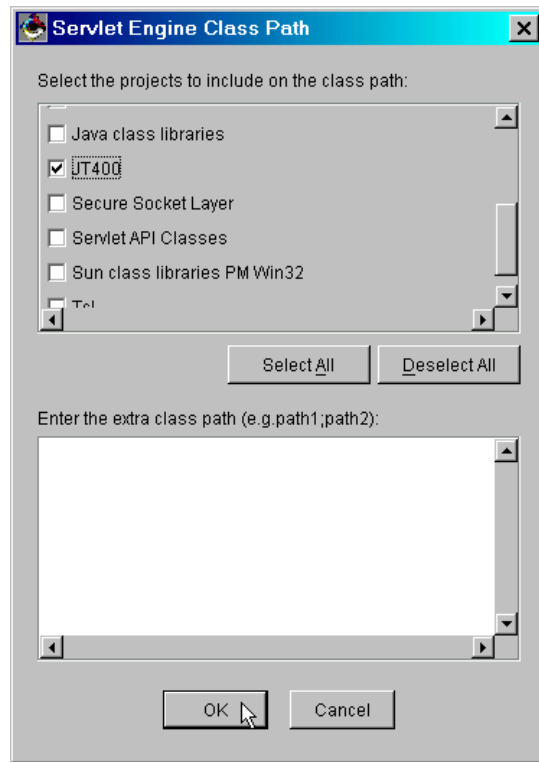 Servlet Engine Class Path
Select the projects to include on the class path:
Java class libraries
JT400
Secure Socket Layer
Servlet API Classes
Sun class libraries PM Win32
Select All
Deselect All
Enter the extra class path (e.g.path1;path2):
OK
Cancel